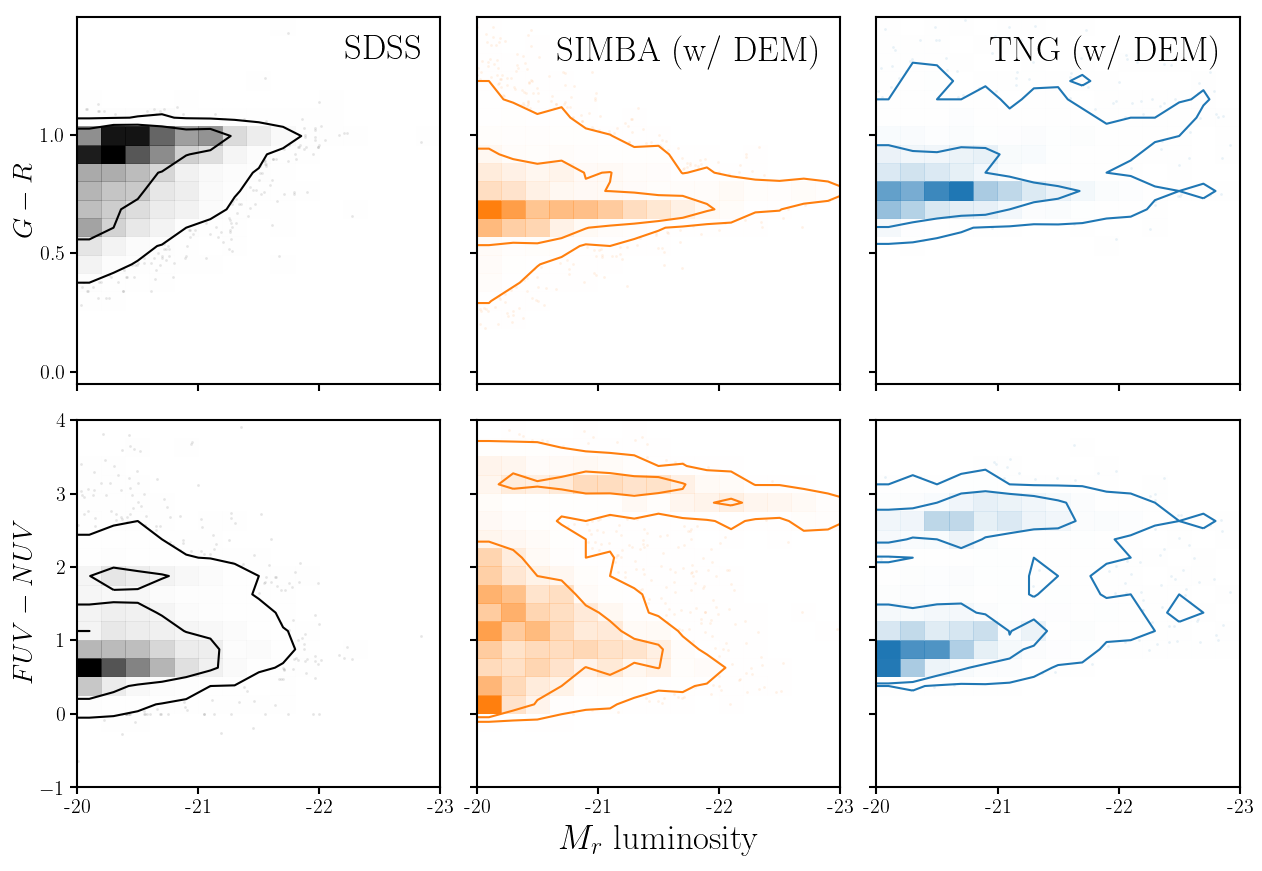 SDSS
SIMBA (w/ DEM)
TNG (w/ DEM)
1.0
0.5
0.0
G − R
4
3
2
1
0
−1
FUV − NUV
-20 -21 -22 -23
-20 -21 -22 -23
-20 -21 -22 -23
M_r luminosity